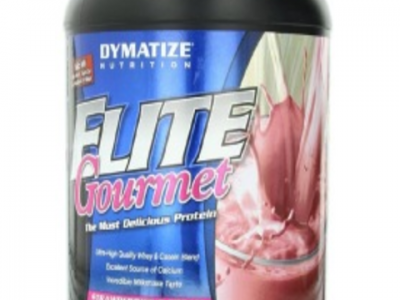 DYMATIZE
NUTRITION
ELITE
Gourmet
The Most Delicious Protein
Ultra-High Quality Whey & Casein Blend
Excellent Source of Calcium
Incredible Milkshake Taste